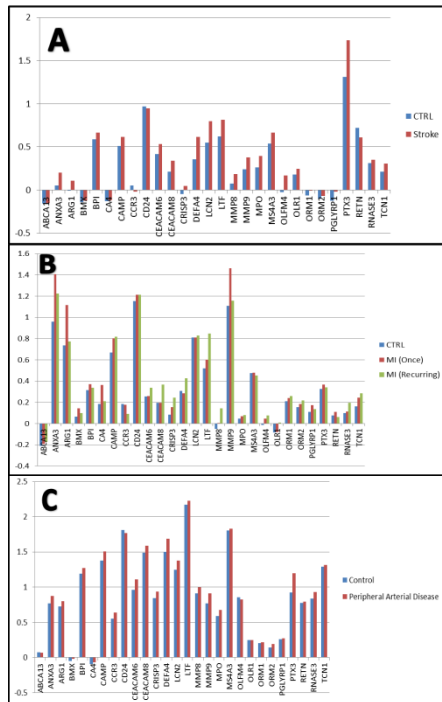 A
2
1.5
1
0.5
0
-0.5
ABCA13
ANXA3
ARG1
BMX
BPI
CA4
CAMP
CCR3
CD24
CEACAM6
CEACAM8
CRISP3
DEFA4
LCN2
LTF
MMP8
MMP9
MPO
MS4A3
OLFM4
OLR1
ORM1
ORM2
PGLYRP1
PTX3
RETN
RNASE3
TCN1
CTRL
Stroke
B
1.6
1.4
1.2
1
0.8
0.6
0.4
0.2
0
-0.2
-0.4
ABCA13
ANXA3
ARG1
BMX
BPI
CA4
CAMP
CCR3
CD24
CEACAM6
CEACAM8
CRISP3
DEFA4
LCN2
LTF
MMP8
MMP9
MPO
MS4A3
OLFM4
OLR1
ORM1
ORM2
PGLYRP1
PTX3
RETN
RNASE3
TCN1
CTRL
MI (Once)
MI (Recurring)
C
2.5
2
1.5
1
0.5
0
ABCA13
ANXA3
ARG1
BMX
BPI
CA4
CAMP
CCR3
CD24
CEACAM6
CEACAM8
CRISP3
DEFA4
LCN2
LTF
MMP8
MMP9
MPO
MS4A3
OLFM4
OLR1
ORM1
ORM2
PGLYRP1
PTX3
RETN
RNASE3
TCN1
Control
Peripheral Arterial Disease